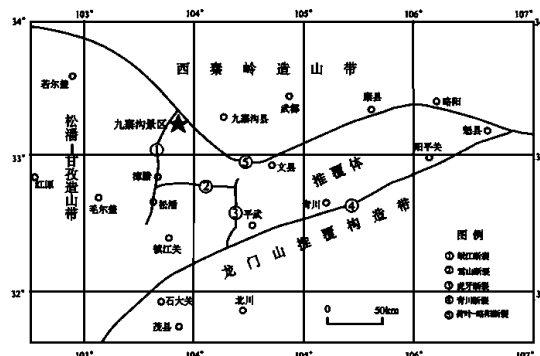 103° 104° 105° 106° 107°
34°
西秦岭造山带
若尔盖
武都
康县
略阳
九寨沟景区
九寨沟县
勉县
松潘
甘孜造山带
33°
⑤
文县
推覆体
阳平关
红原
漳腊
②
毛尔盖
松潘
③
平武
青川
④
镇江关
龙门山推覆构造带
图例
①岷江断裂
②雪山断裂
③虎牙断裂
④青川断裂
⑤荷叶-略阳断裂
32°
石大关
北川
0 50km
茂县
103° 104° 105° 106° 107°